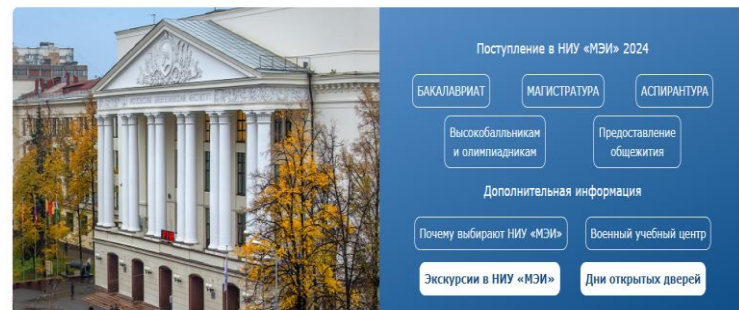 Поступление в НИУ «МЭИ» 2024
БАКАЛАВРИАТ
МАГИСТРАТУРА
АСПИРАНТУРА
Высокобалльникам
и олимпиадникам
Предоставление
общежития
Дополнительная информация
Почему выбирают НИУ «МЭИ»
Военный учебный центр
Экскурсии в НИУ «МЭИ»
Дни открытых дверей